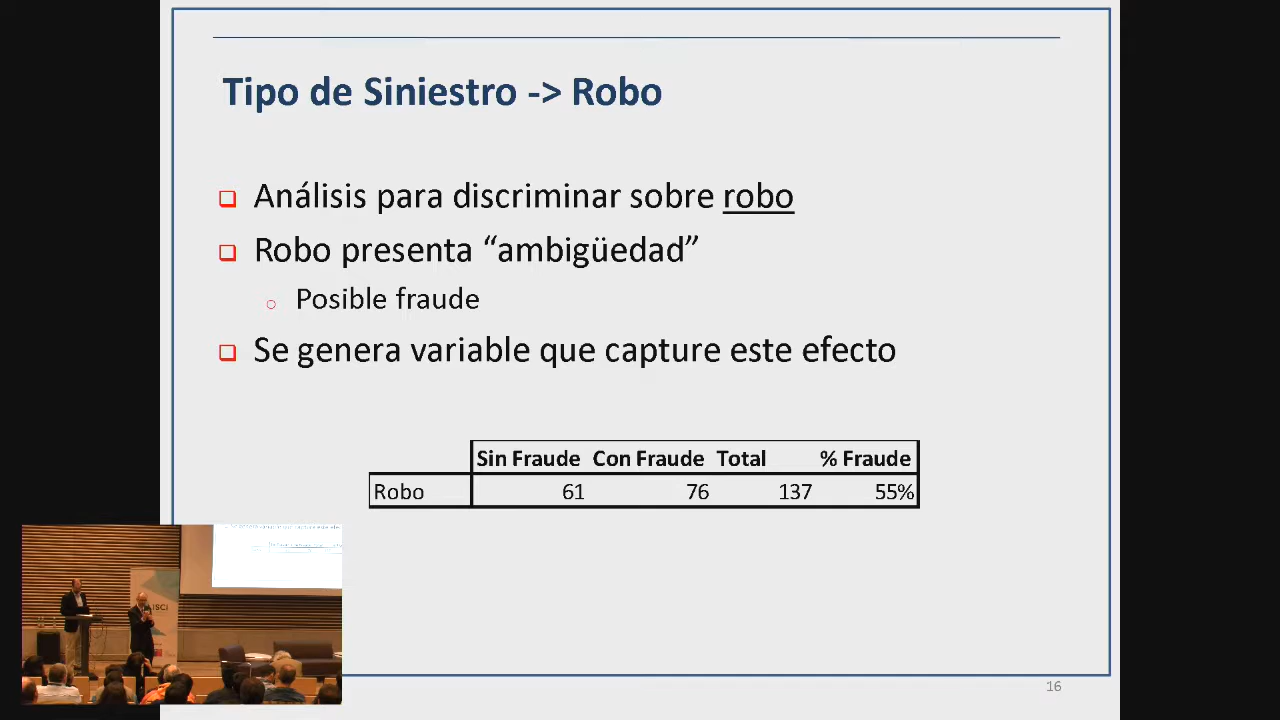 Tipo de Siniestro -> Robo
Análisis para discriminar sobre robo
Robo presenta “ambigüedad”
Posible fraude
Se genera variable que capture este efecto
Sin Fraude Con Fraude Total % Fraude
Robo 61 76 137 55%
ISCI
16